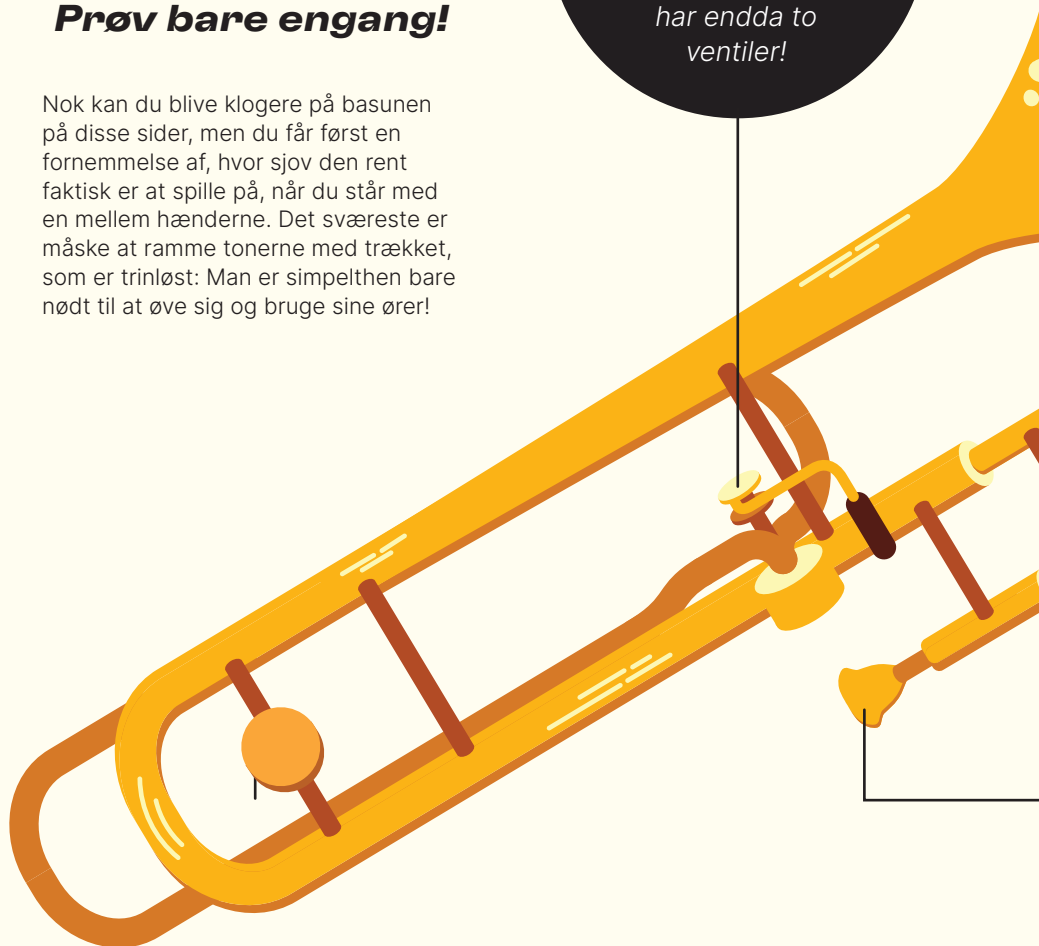 Prøv bare engang!
har endda to
ventiler!
Nok kan du blive klogere på basunen
på disse sider, men du får først en
fornemmelse af, hvor sjov den rent
faktisk er at spille på, når du står med
en mellem hænderne. Det sværeste er
måske at ramme tonerne med trækket,
som er trinløst: Man er simpelthen bare
nødt til at øve sig og bruge sine ører!